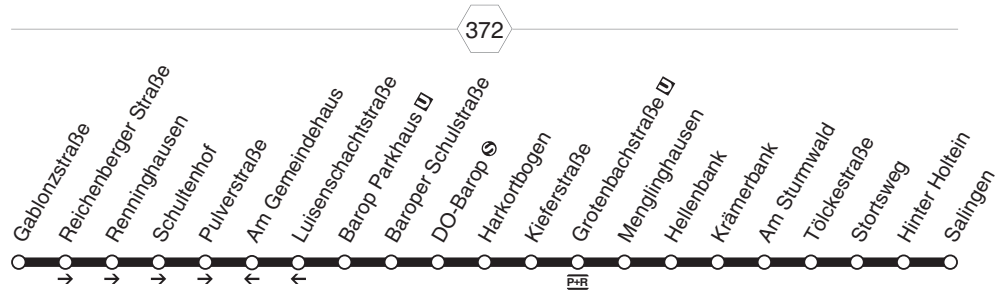 372
Gablonzstraße
Reichenberger Straße
Renninghausen
Schultenhof
Pulverstraße
Am Gemeindehaus
Luisenschachtstraße
Barop Parkhaus U
Baroper Schulstraße
DO-Barop S
Harkortbogen
Kieferstraße
Grotenbachstraße U
Menglinghausen
Hellenbank
Krämerbank
Am Sturmwald
Tölckestraße
Stortsweg
Hinter Holtein
Salingen
P+R